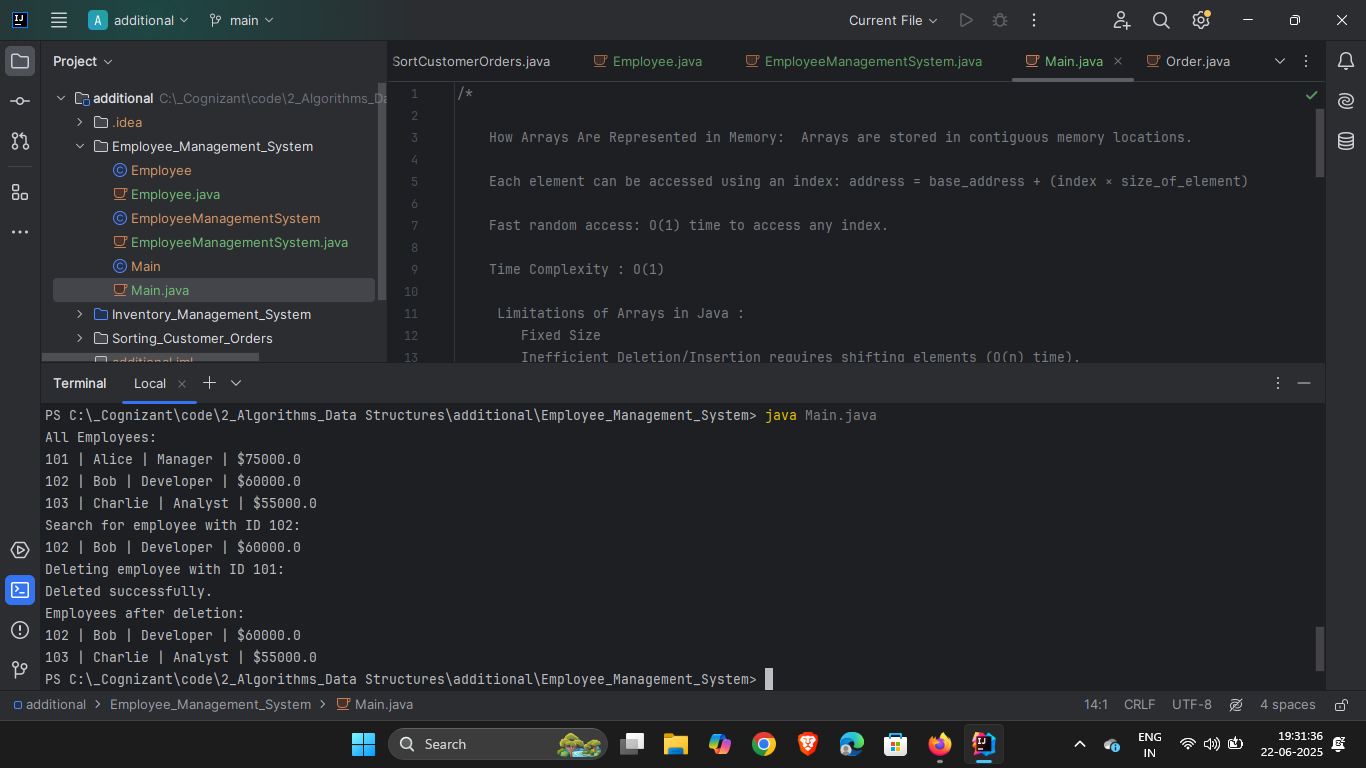 A additional main Current File
Project
additional C:\_Cognizant\code\2_Algorithms_Da
.idea
Employee_Management_System
Employee
Employee.java
EmployeeManagementSystem
EmployeeManagementSystem.java
Main
Main.java
Inventory_Management_System
Sorting_Customer_Orders
additional.iml
SortCustomerOrders.java Employee.java EmployeeManagementSystem.java Main.java Order.java
1 /*
2
3 How Arrays Are Represented in Memory:  Arrays are stored in contiguous memory locations.
4
5 Each element can be accessed using an index: address = base_address + (index × size_of_element)
6
7 Fast random access: O(1) time to access any index.
8
9 Time Complexity : O(1)
10
11 Limitations of Arrays in Java :
12 Fixed Size
13 Inefficient Deletion/Insertion requires shifting elements (O(n) time).
Terminal Local
PS C:\_Cognizant\code\2_Algorithms_Data Structures\additional\Employee_Management_System> java Main.java
All Employees:
101 | Alice | Manager | $75000.0
102 | Bob | Developer | $60000.0
103 | Charlie | Analyst | $55000.0
Search for employee with ID 102:
102 | Bob | Developer | $60000.0
Deleting employee with ID 101:
Deleted successfully.
Employees after deletion:
102 | Bob | Developer | $60000.0
103 | Charlie | Analyst | $55000.0
PS C:\_Cognizant\code\2_Algorithms_Data Structures\additional\Employee_Management_System>
additional > Employee_Management_System > Main.java 14:1 CRLF UTF-8 4 spaces
Search
ENG
IN
19:31:36
22-06-2025